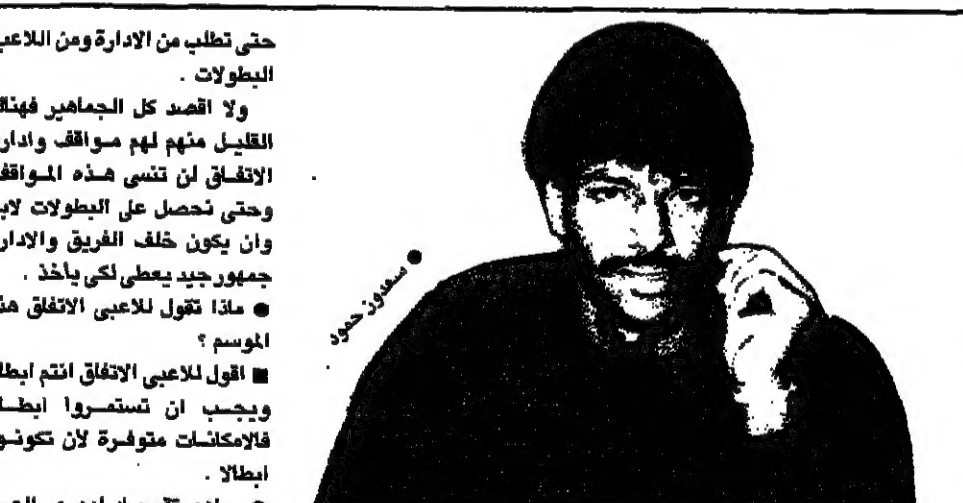 حتى تطلب من الادارة ومن اللاعب
البطولات .
ولا اقصد كل الجماهير فهنا
القليل منهم لهم مواقف وادار
الاتفاق لن تنسى هذه المواقف
وحتى نحصل على البطولات لاب
وان يكون خلف الفريق والادار
جمهور جيد يعطى لكى يأخذ .
● ماذا تقول للاعبى الاتفاق هذ
الموسم ؟
■ اقول للاعبى الاتفاق انتم ابطا
ويجب ان تستمروا ابطا
فالامكانات متوفرة لان تكونو
ابطالا .
● سعدون حمود